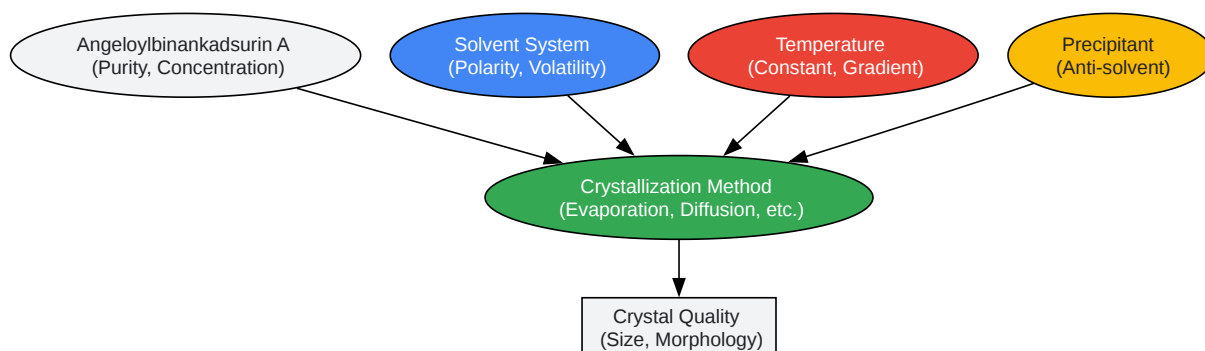 Angeloylbinankadsurin A
(Purity, Concentration)
Solvent System
(Polarity, Volatility)
Temperature
(Constant, Gradient)
Precipitant
(Anti-solvent)
Crystallization Method
(Evaporation, Diffusion, etc.)
Crystal Quality
(Size, Morphology)